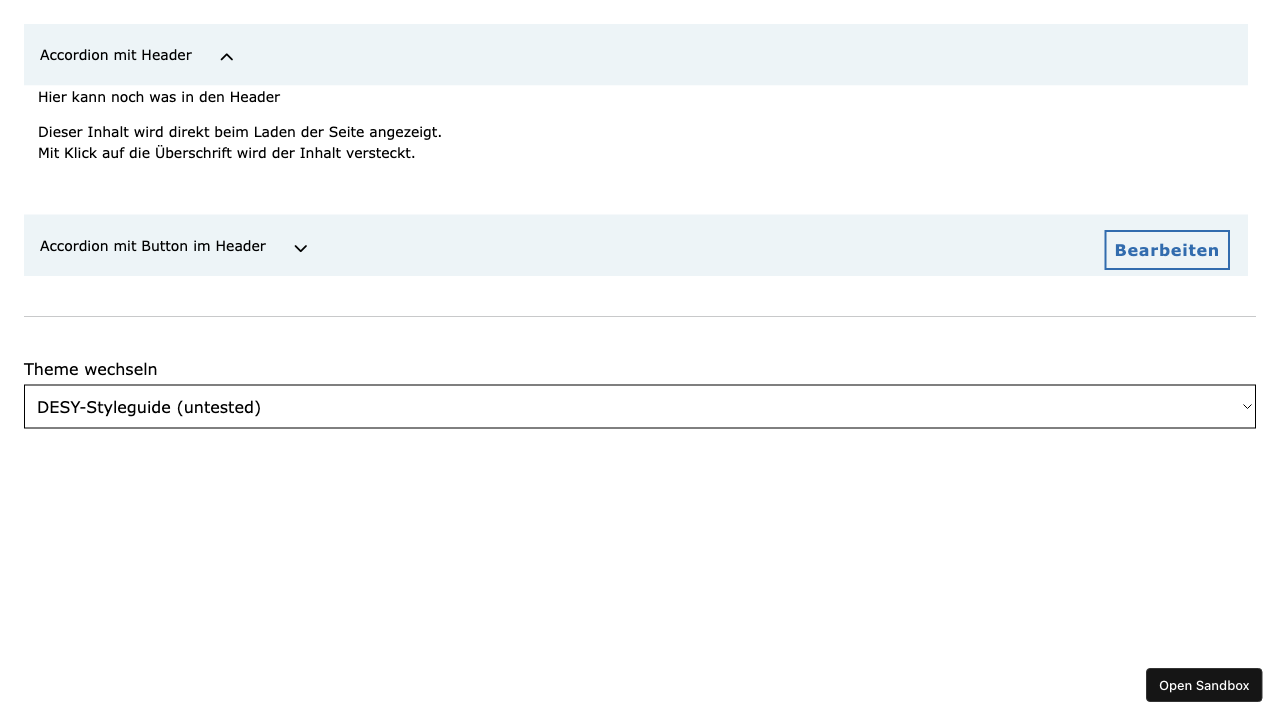 Accordion mit Header
Hier kann noch was in den Header
Dieser Inhalt wird direkt beim Laden der Seite angezeigt.
Mit Klick auf die Überschrift wird der Inhalt versteckt.
Accordion mit Button im Header
Bearbeiten
Theme wechseln
DESY-Styleguide (untested)
Open Sandbox